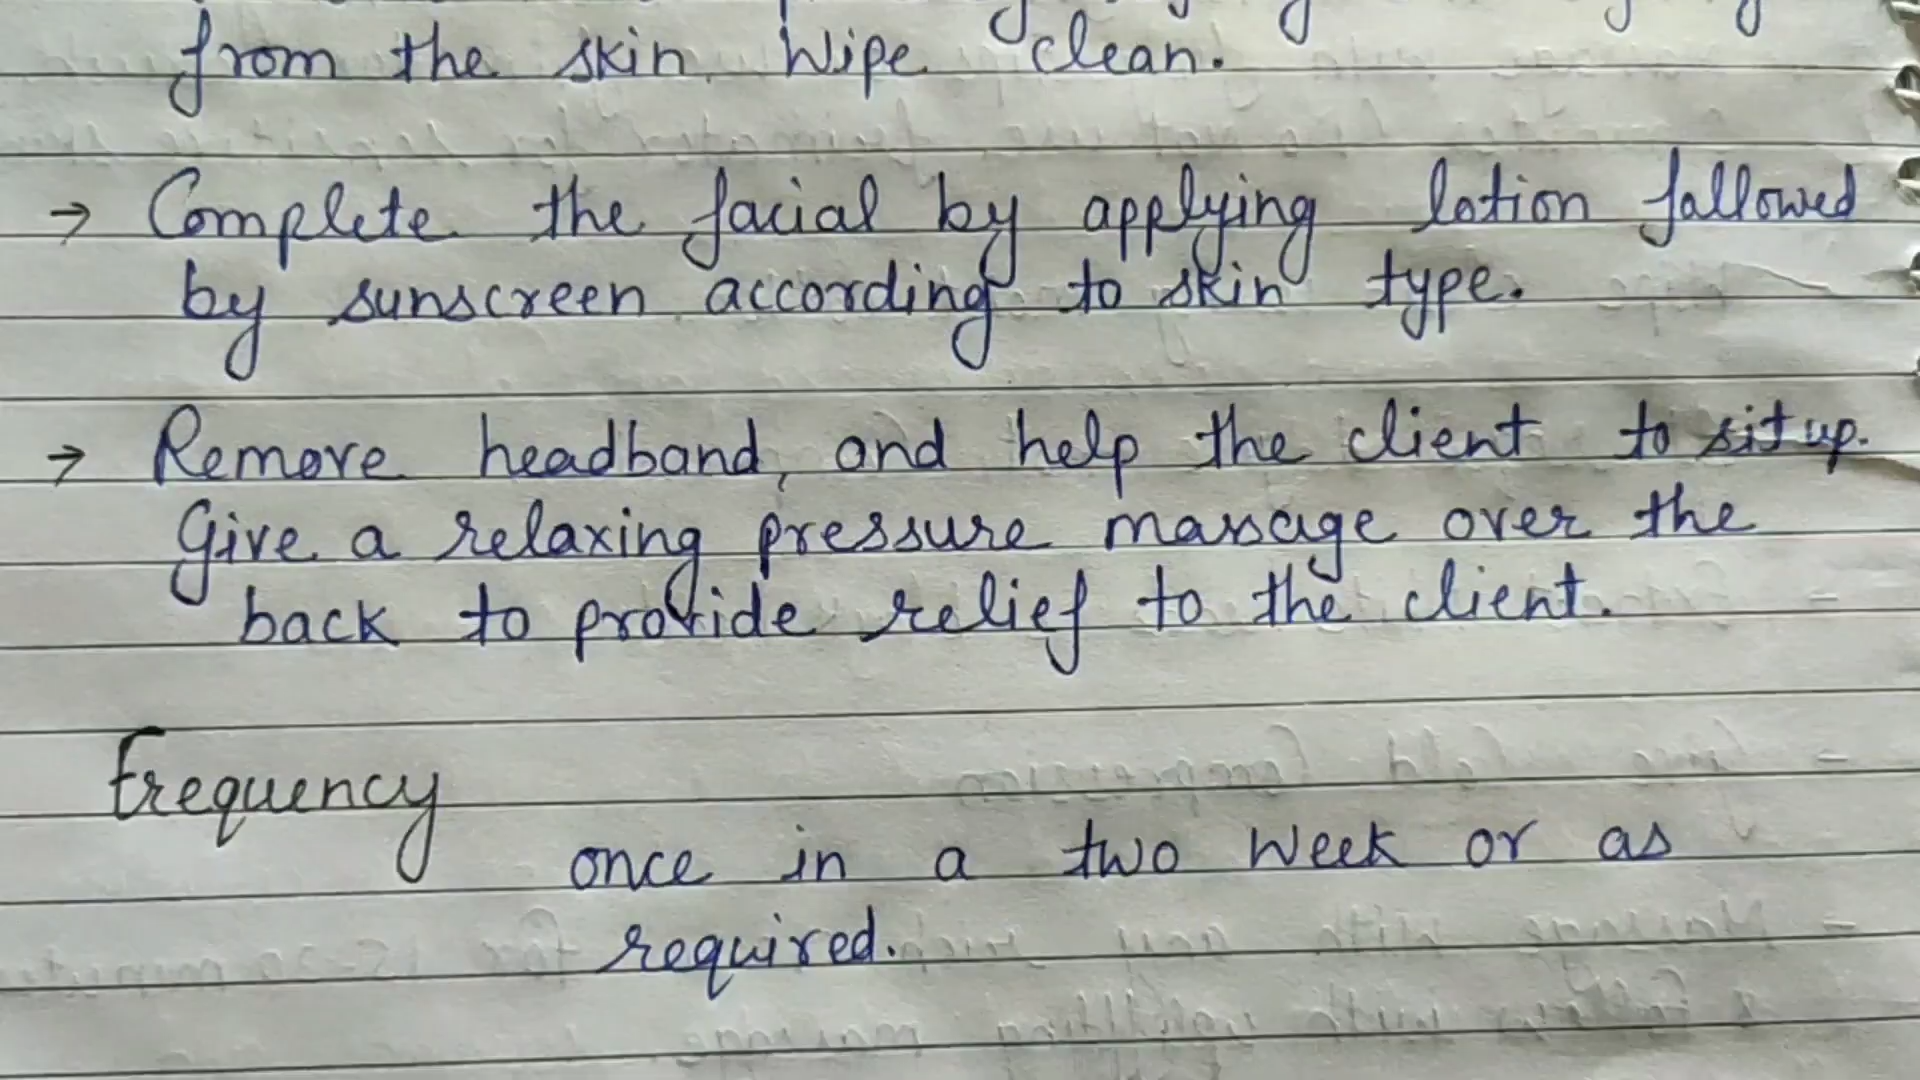 from the skin. Wipe clean.
→ Complete the facial by applying lotion fallowed
by sunscreen according to skin type.
→ Remove headband, and help the client to sit up.
Give a relaxing pressure massage over the
back to provide relief to the client.
Frequency
once in a two week or as
required.